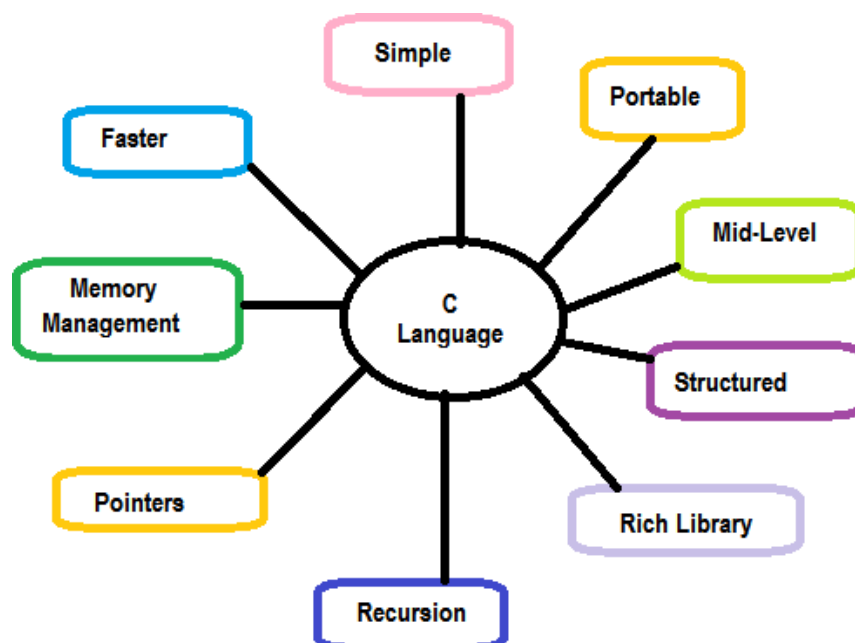 Simple
Portable
Faster
Mid-Level
Memory
Management
C
Language
Structured
Pointers
Rich Library
Recursion